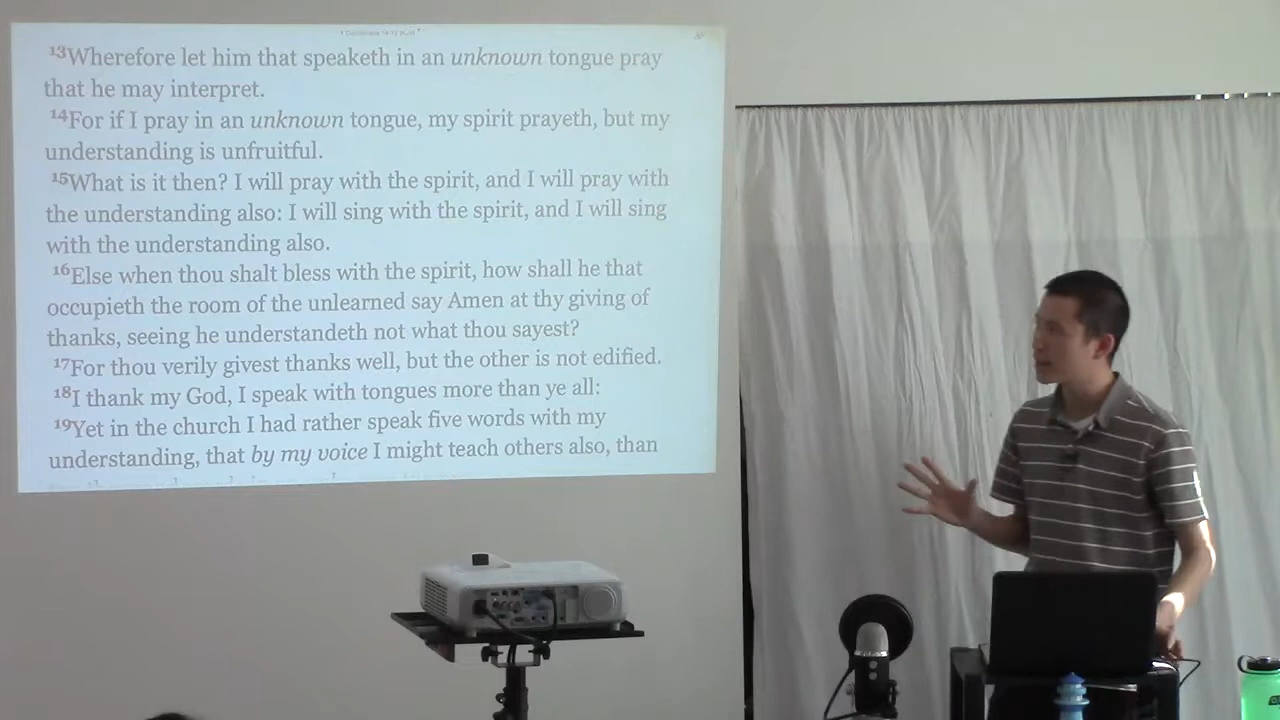 13Wherefore let him that speaketh in an unknown tongue pray
that he may interpret.
14For if I pray in an unknown tongue, my spirit prayeth, but my
understanding is unfruitful.
15What is it then? I will pray with the spirit, and I will pray with
the understanding also: I will sing with the spirit, and I will sing
with the understanding also.
16Else when thou shalt bless with the spirit, how shall he that
occupieth the room of the unlearned say Amen at thy giving of
thanks, seeing he understandeth not what thou sayest?
17For thou verily givest thanks well, but the other is not edified.
18I thank my God, I speak with tongues more than ye all:
19Yet in the church I had rather speak five words with my
understanding, that by my voice I might teach others also, than